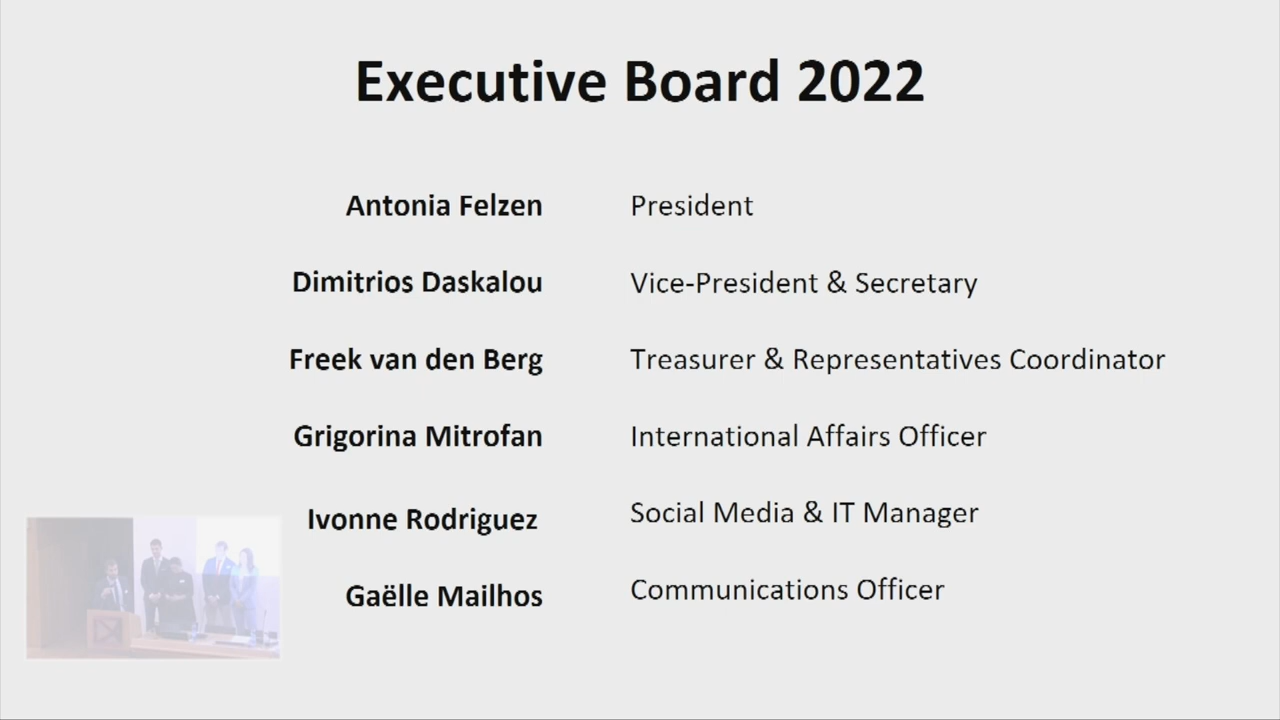 Executive Board 2022
Antonia Felzen President
Dimitrios Daskalou Vice-President & Secretary
Freek van den Berg Treasurer & Representatives Coordinator
Grigorina Mitrofan International Affairs Officer
Ivonne Rodriguez Social Media & IT Manager
Gaëlle Mailhos Communications Officer